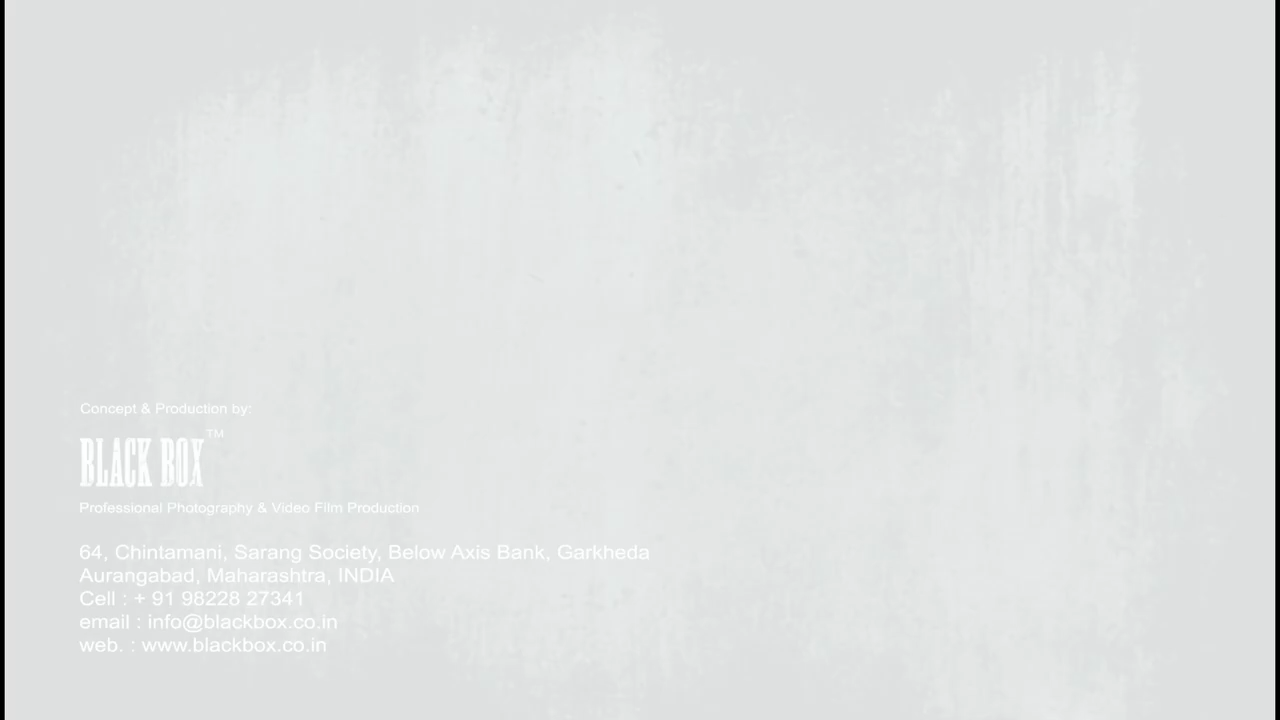 Concept & Production by:
BLACK BOX™
Professional Photography & Video Film Production
64, Chintamani, Sarang Society, Below Axis Bank, Garkheda
Aurangabad, Maharashtra, INDIA
Cell : + 91 98228 27341
email : info@blackbox.co.in
web. : www.blackbox.co.in